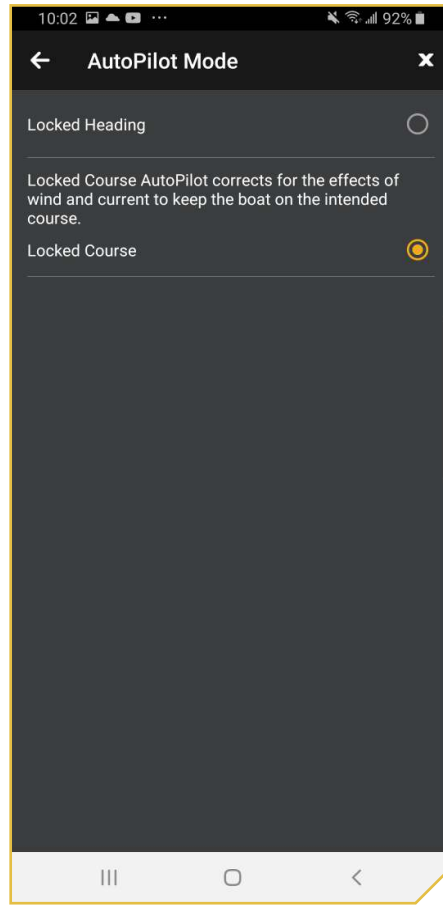 10:02 ... 92%
AutoPilot Mode
Locked Heading
Locked Course AutoPilot corrects for the effects of
wind and current to keep the boat on the intended
course.
Locked Course